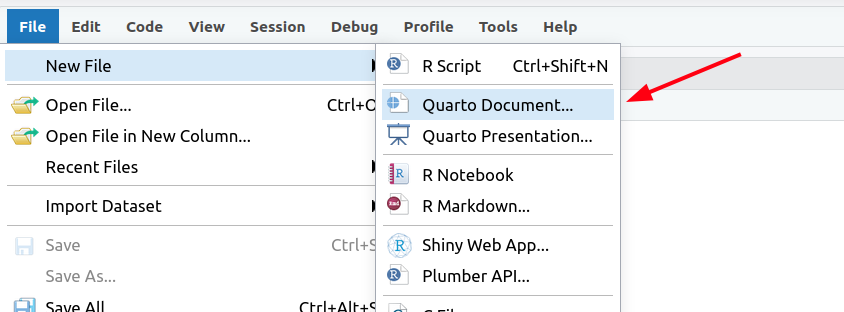 File Edit Code View Session Debug Profile Tools Help
New File
Open File... Ctrl+O
Open File in New Column...
Recent Files
Import Dataset
Save Ctrl+S
Save As...
Save All Ctrl+Alt+S
R Script Ctrl+Shift+N
Quarto Document...
Quarto Presentation...
R Notebook
R Markdown...
Shiny Web App...
Plumber API...